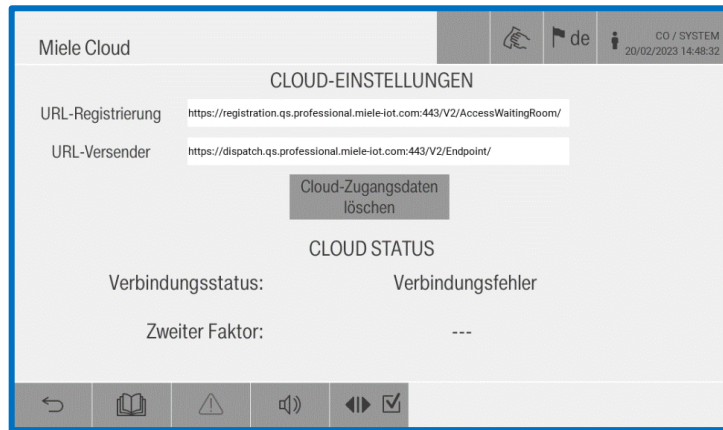 Miele Cloud
de
CO / SYSTEM
20/02/2023 14:48:32
CLOUD-EINSTELLUNGEN
URL-Registrierung
https://registration.qs.professional.miele-iot.com:443/V2/AccessWaitingRoom/
URL-Versender
https://dispatch.qs.professional.miele-iot.com:443/V2/Endpoint/
Cloud-Zugangsdaten
löschen
CLOUD STATUS
Verbindungsstatus: Verbindungsfehler
Zweiter Faktor: ---